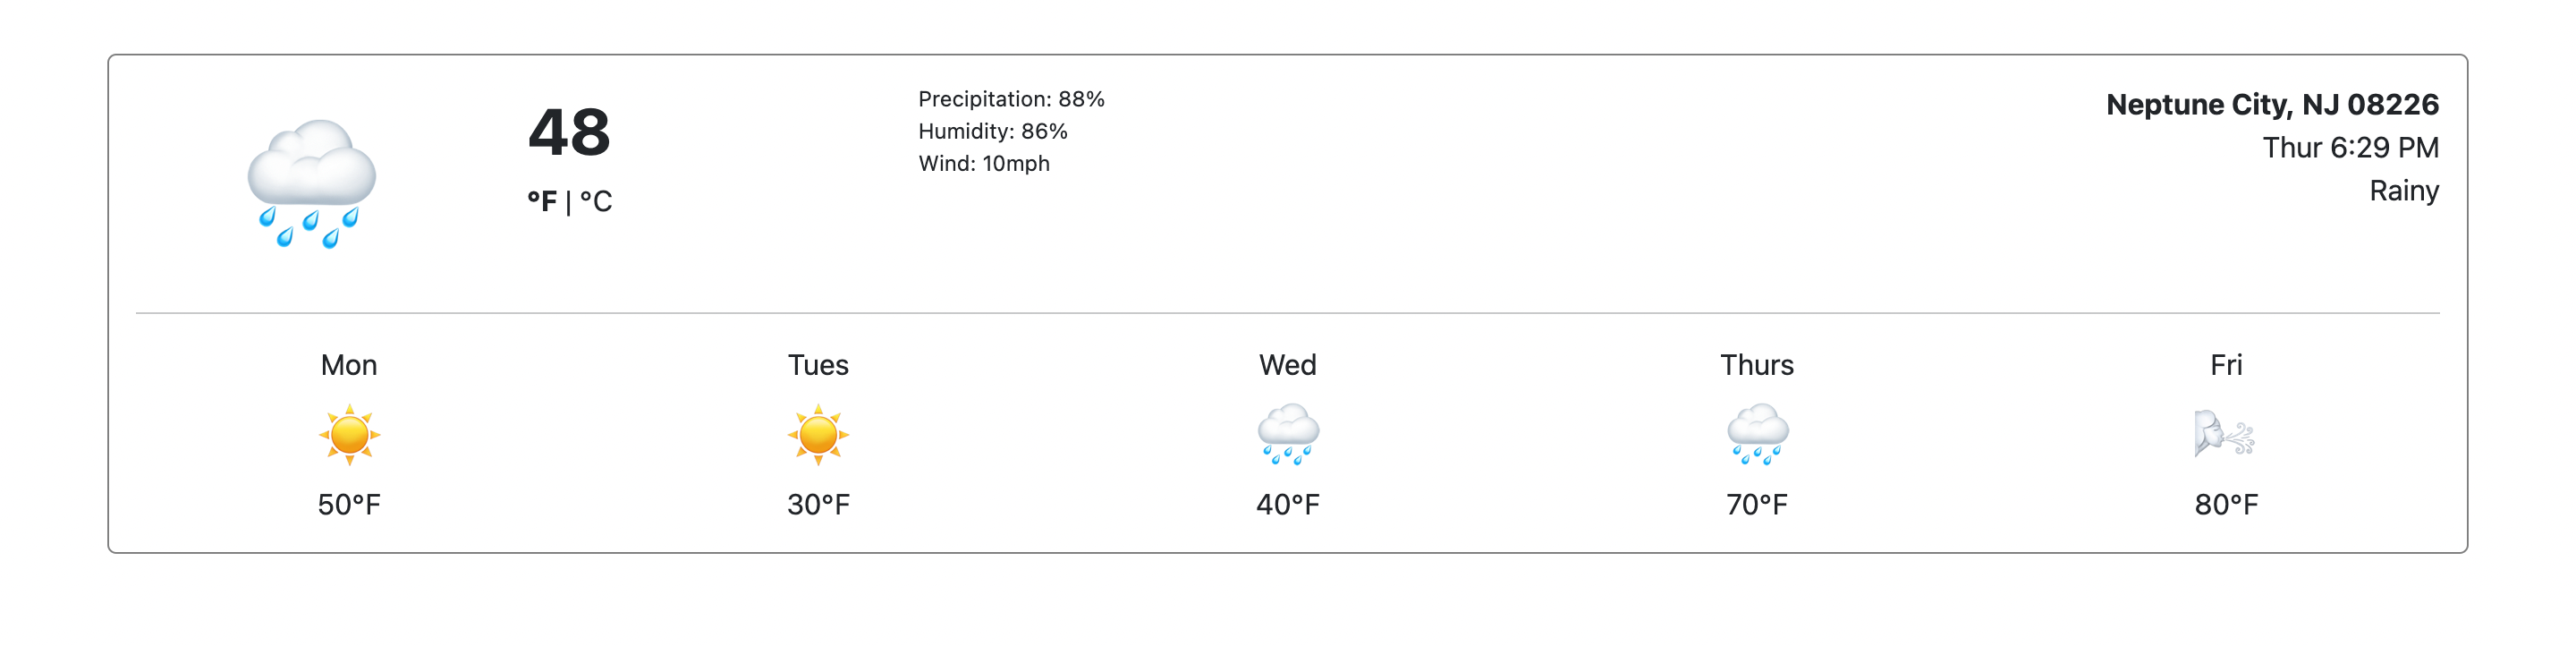 48
°F | °C
Precipitation: 88%
Humidity: 86%
Wind: 10mph
Neptune City, NJ 08226
Thur 6:29 PM
Rainy
Mon
50°F
Tues
30°F
Wed
40°F
Thurs
70°F
Fri
80°F